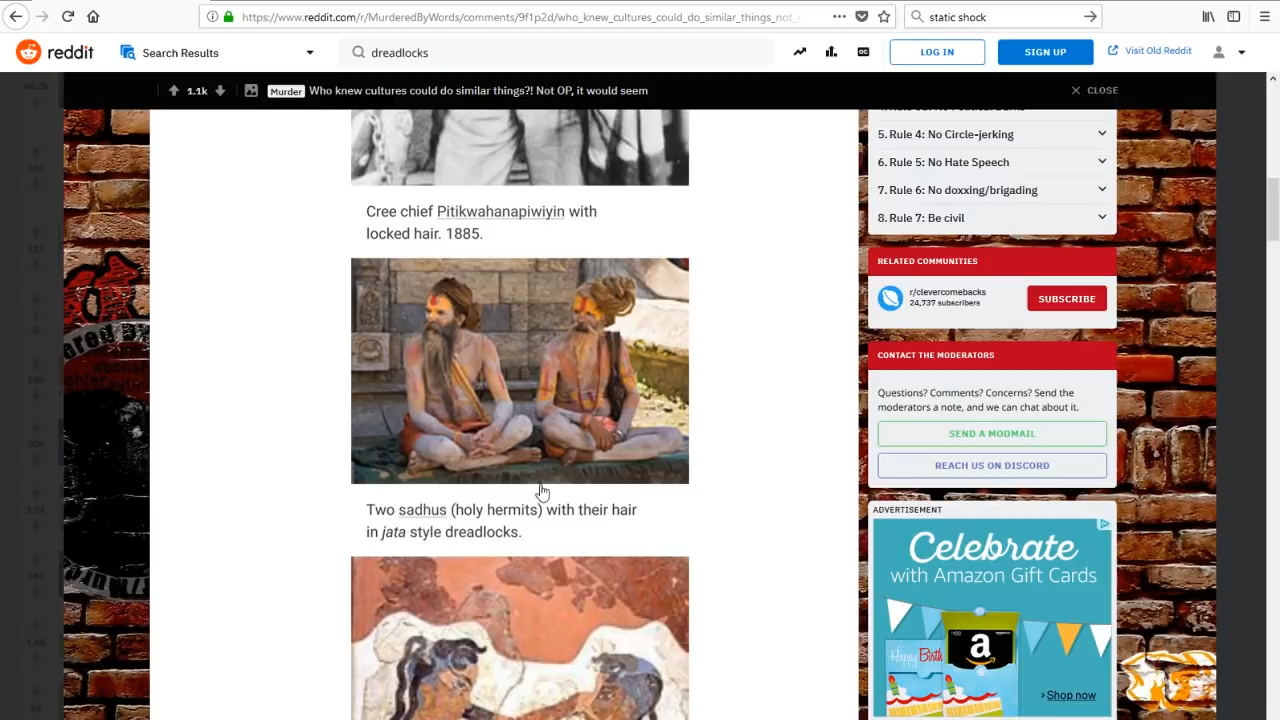 https://www.reddit.com/r/MurderedByWords/comments/9f1p2d/who_knew_cultures_could_do_similar_things_not_
static shock
reddit
Search Results
dreadlocks
LOG IN
SIGN UP
Visit Old Reddit
1.1k
Murder
Who knew cultures could do similar things?! Not OP, it would seem
CLOSE
Cree chief Pitikwahanapiwiyin with
locked hair. 1885.
Two sadhus (holy hermits) with their hair
in jata style dreadlocks.
5. Rule 4: No Circle-jerking
6. Rule 5: No Hate Speech
7. Rule 6: No doxxing/brigading
8. Rule 7: Be civil
RELATED COMMUNITIES
r/clevercomebacks
24,737 subscribers
SUBSCRIBE
CONTACT THE MODERATORS
Questions? Comments? Concerns? Send the
moderators a note, and we can chat about it.
SEND A MODMAIL
REACH US ON DISCORD
ADVERTISEMENT
Celebrate
with Amazon Gift Cards
a
Shop now